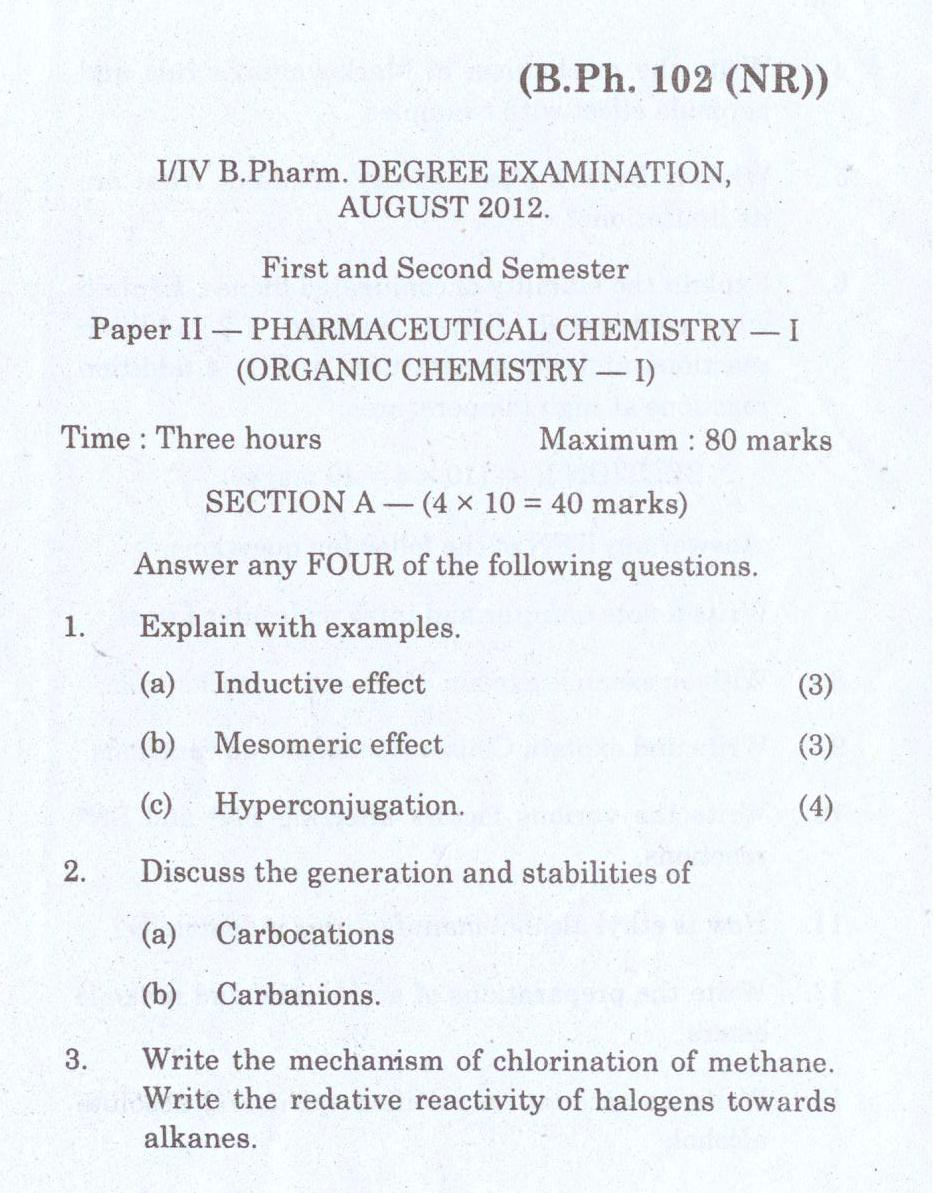 (B.Ph. 102 (NR))
I/IV B.Pharm. DEGREE EXAMINATION,
AUGUST 2012.
First and Second Semester
Paper II — PHARMACEUTICAL CHEMISTRY — I
(ORGANIC CHEMISTRY — I)
Time : Three hours Maximum : 80 marks
SECTION A — (4 × 10 = 40 marks)
Answer any FOUR of the following questions.
1. Explain with examples.
(a) Inductive effect (3)
(b) Mesomeric effect (3)
(c) Hyperconjugation. (4)
2. Discuss the generation and stabilities of
(a) Carbocations
(b) Carbanions.
3. Write the mechanism of chlorination of methane.
Write the redative reactivity of halogens towards
alkanes.